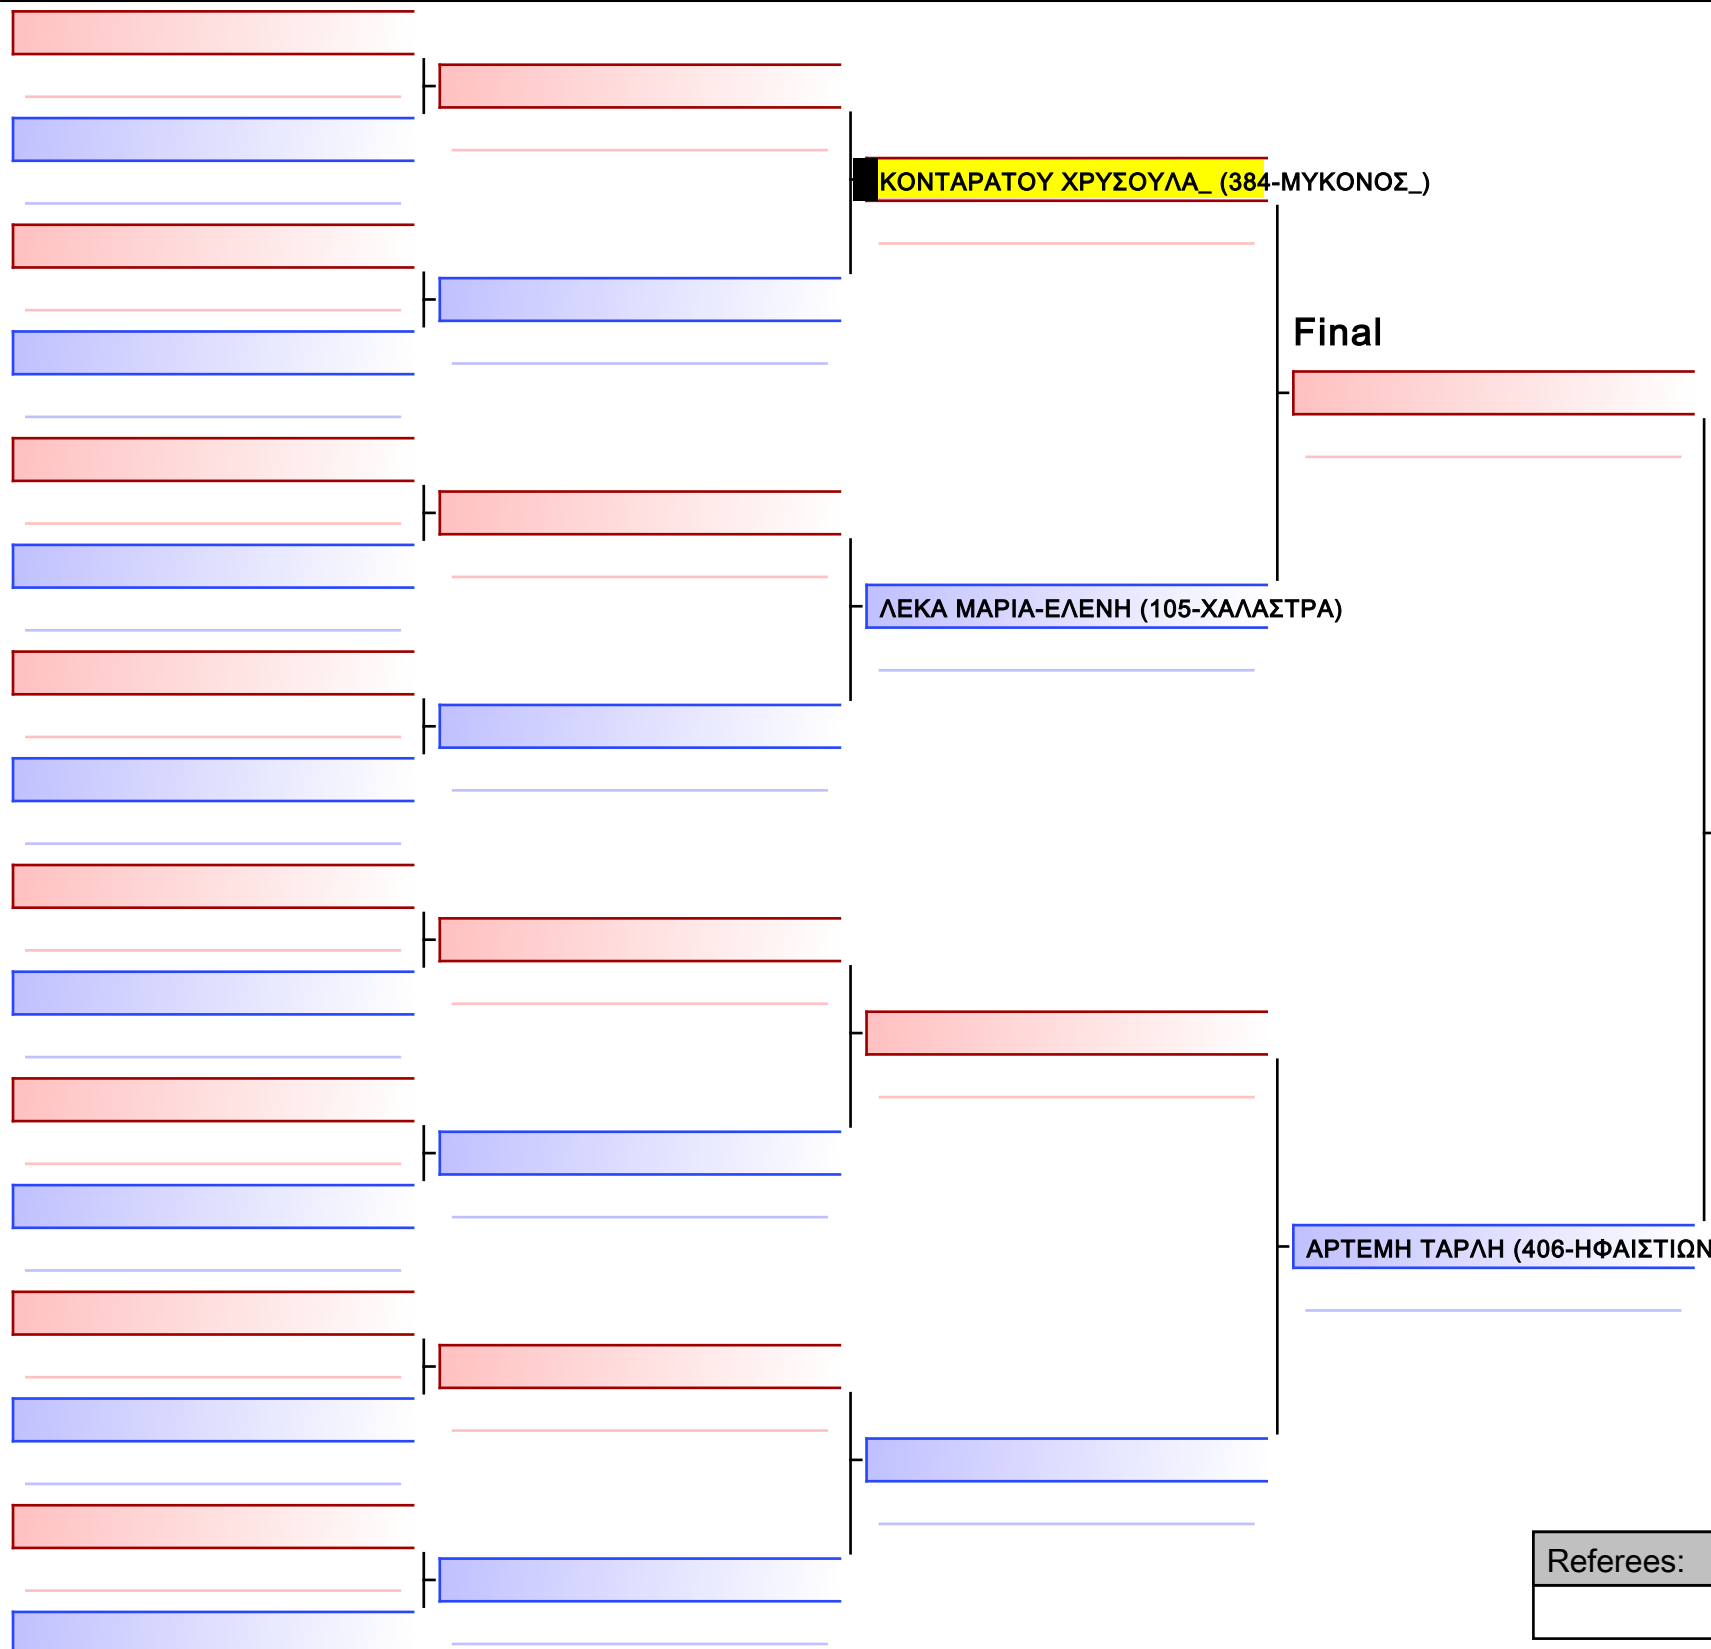 ΚΟΝΤΑΡΑΤΟΥ ΧΡΥΣΟΥΛΑ_ (384-ΜΥΚΟΝΟΣ_)
Final
ΛΕΚΑ ΜΑΡΙΑ-ΕΛΕΝΗ (105-ΧΑΛΑΣΤΡΑ)
ΑΡΤΕΜΗ ΤΑΡΛΗ (406-ΗΦΑΙΣΤΙΩΝ
Referees: